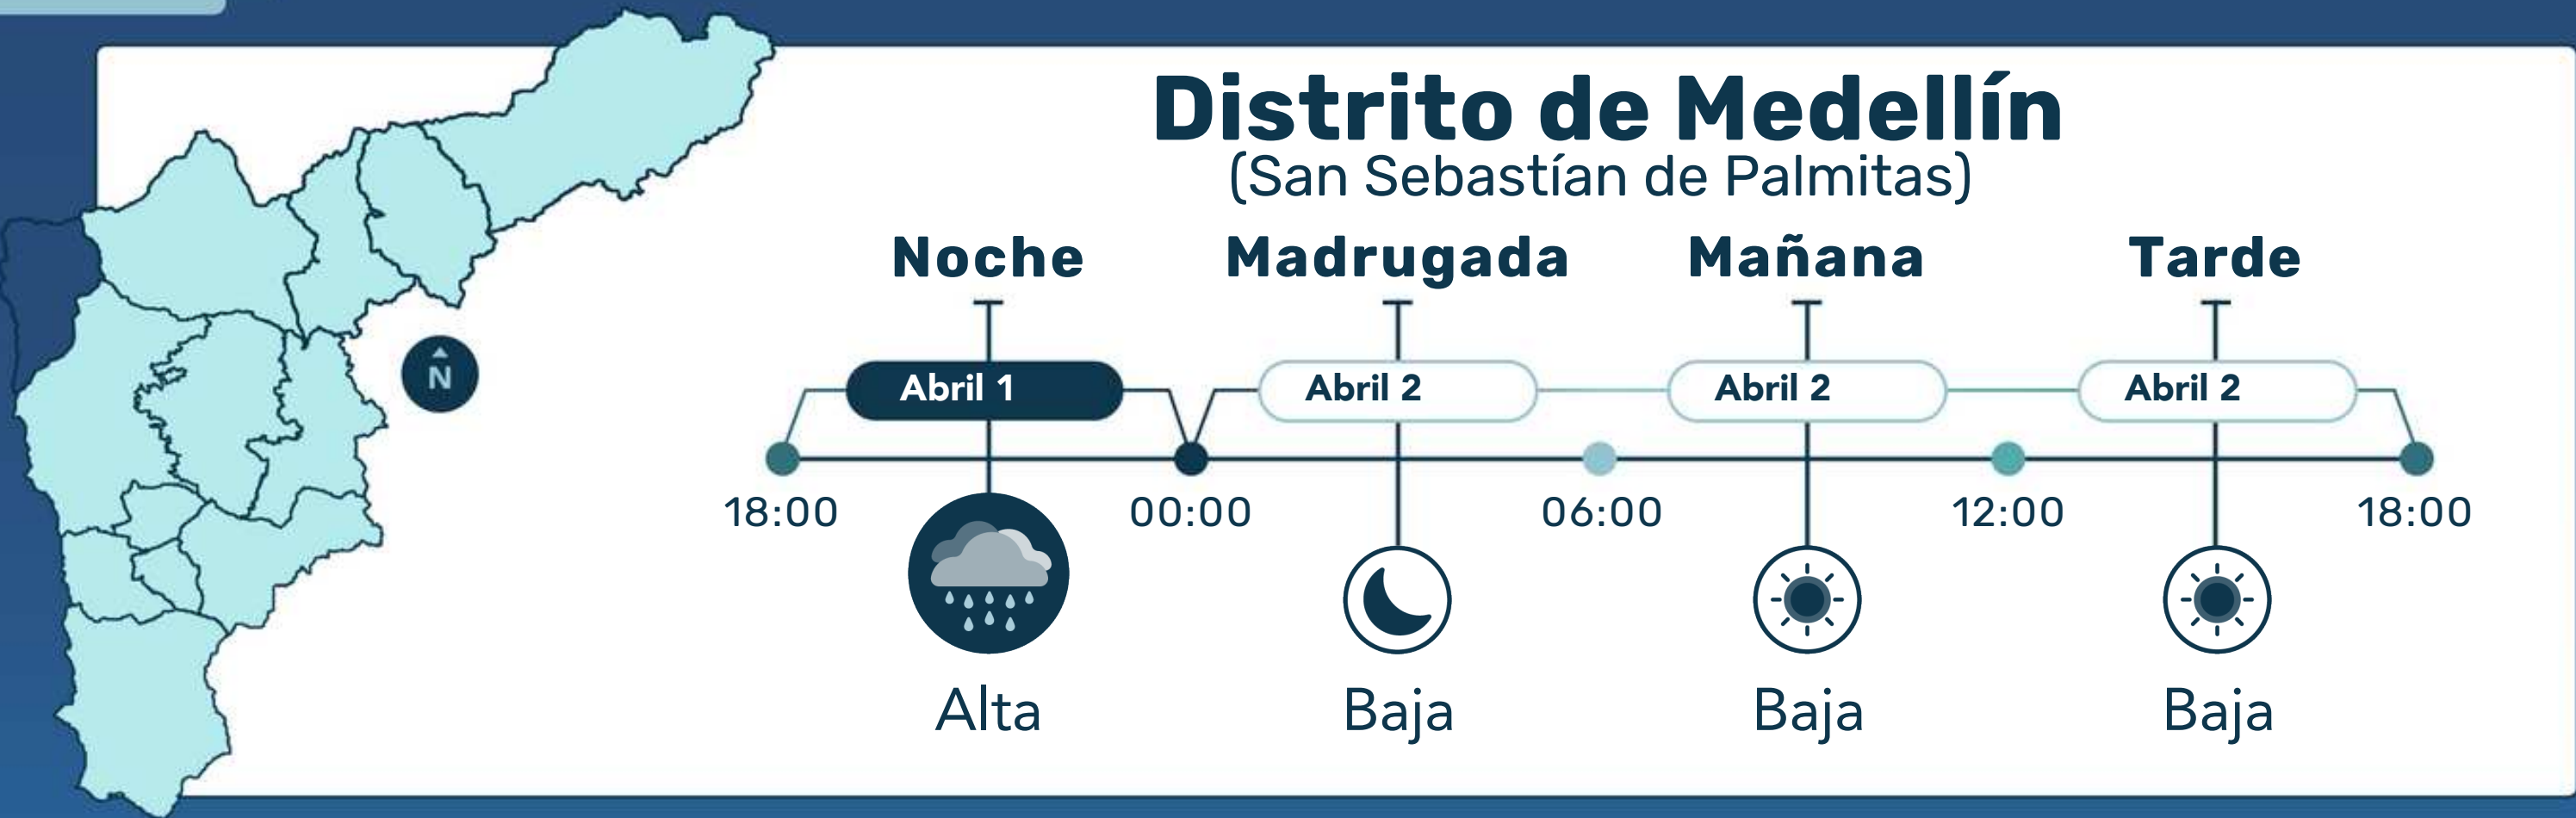 Distrito de Medellín
(San Sebastían de Palmitas)
Noche Madrugada Mañana Tarde
Abril 1 Abril 2 Abril 2 Abril 2
N
18:00 00:00 06:00 12:00 18:00
Alta Baja Baja Baja